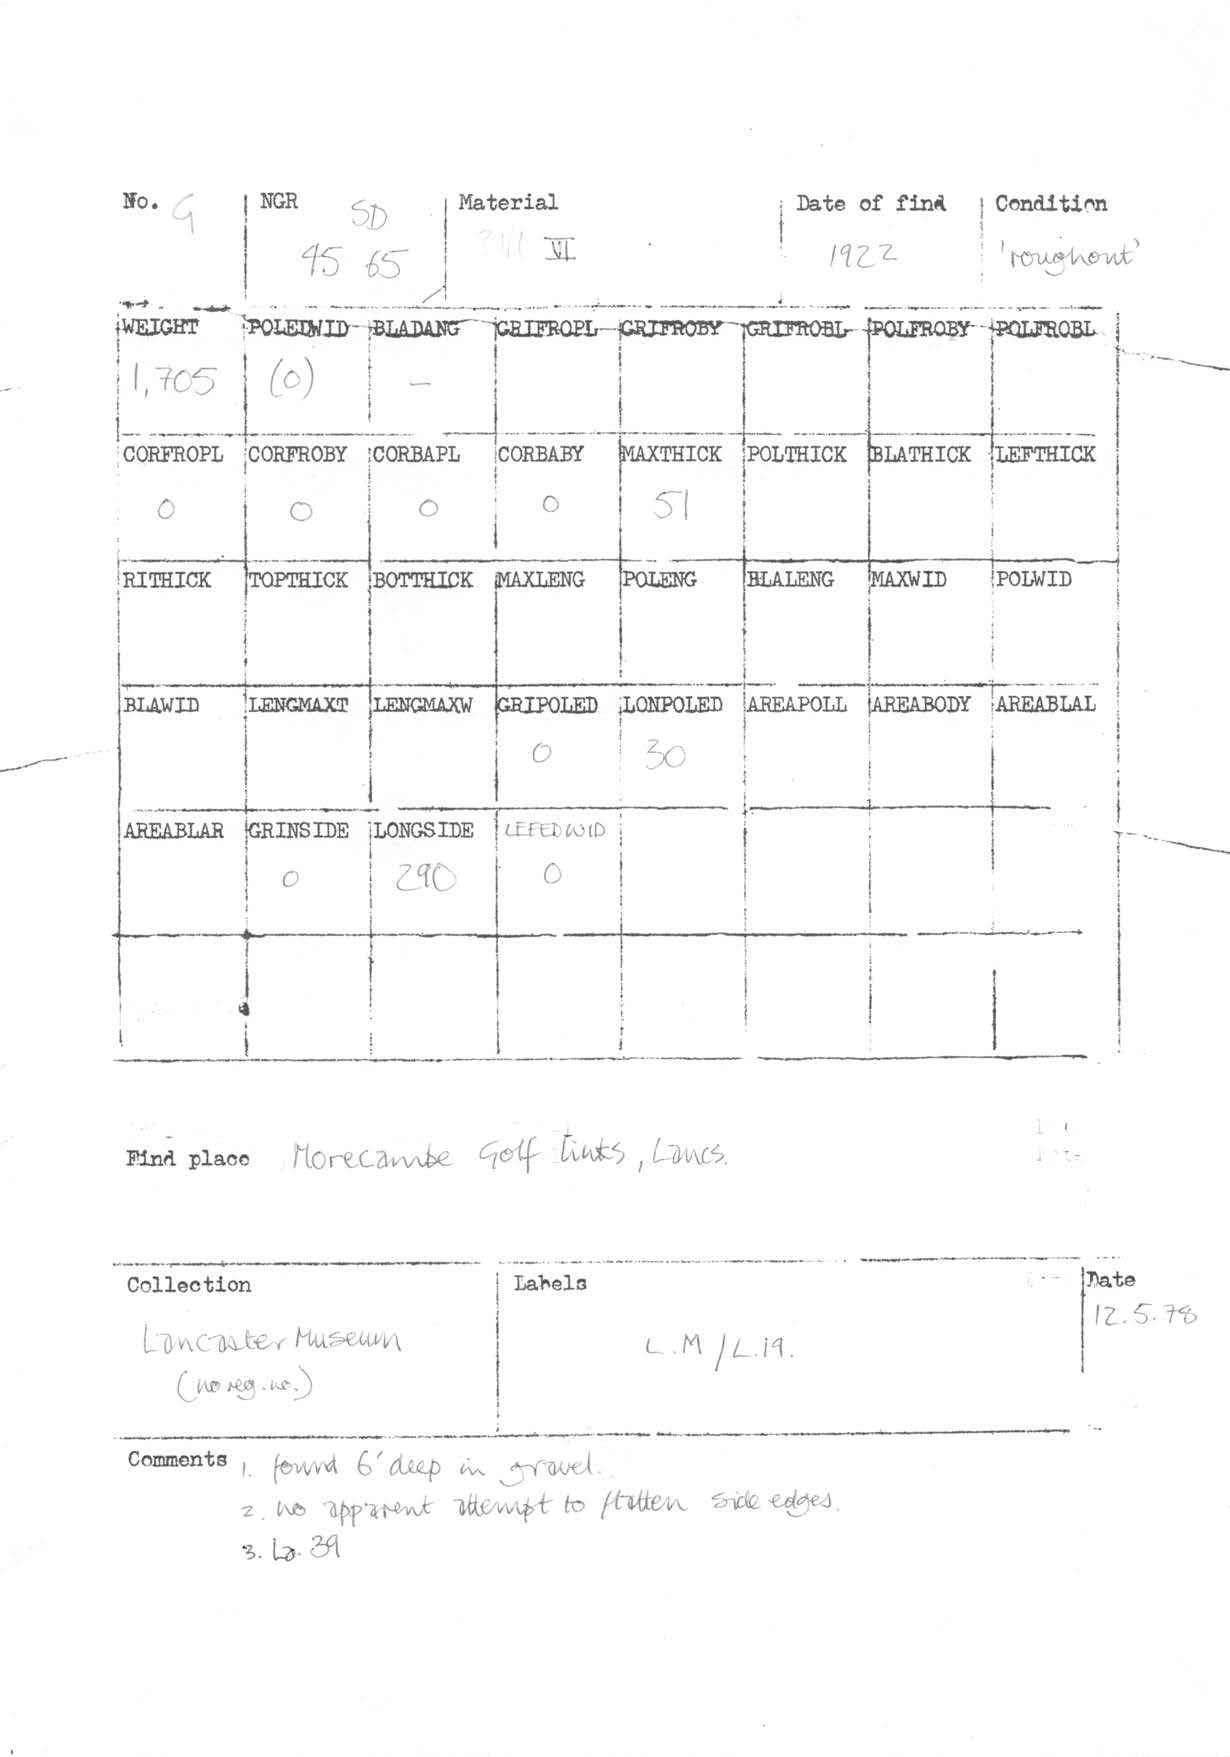 No. G NGR SD Material Date of find Condition
45 65 VI 1922 'roughout'
WEIGHT POLEDWID BLADANG GRIFROPL GRIFROBY GRIFROBL POLFROBY POLFROBL
1,705 (0) –
CORFROPL CORFROBY CORBAPL CORBABY MAXTHICK POLTHICK BLATHICK LEFTHICK
0 0 0 0 51
RITHICK TOPTHICK BOTTHICK MAXLENG POLENG BLALENG MAXWID POLWID
BLAWID LENGMAXT LENGMAXW GRIPOLED LONPOLED AREAPOLL AREABODY AREABLAL
0 30
AREABLAR GRINSIDE LONGSIDE LEFEDWID
0 290 0
Find place Morecambe Golf Links, Lancs.
Collection Labels Date
Lancaster Museum L.M/L.19. 12.5.78
(no reg. no.)
Comments 1. found 6' deep in gravel.
2. no apparent attempt to flatten side edges.
3. La. 39